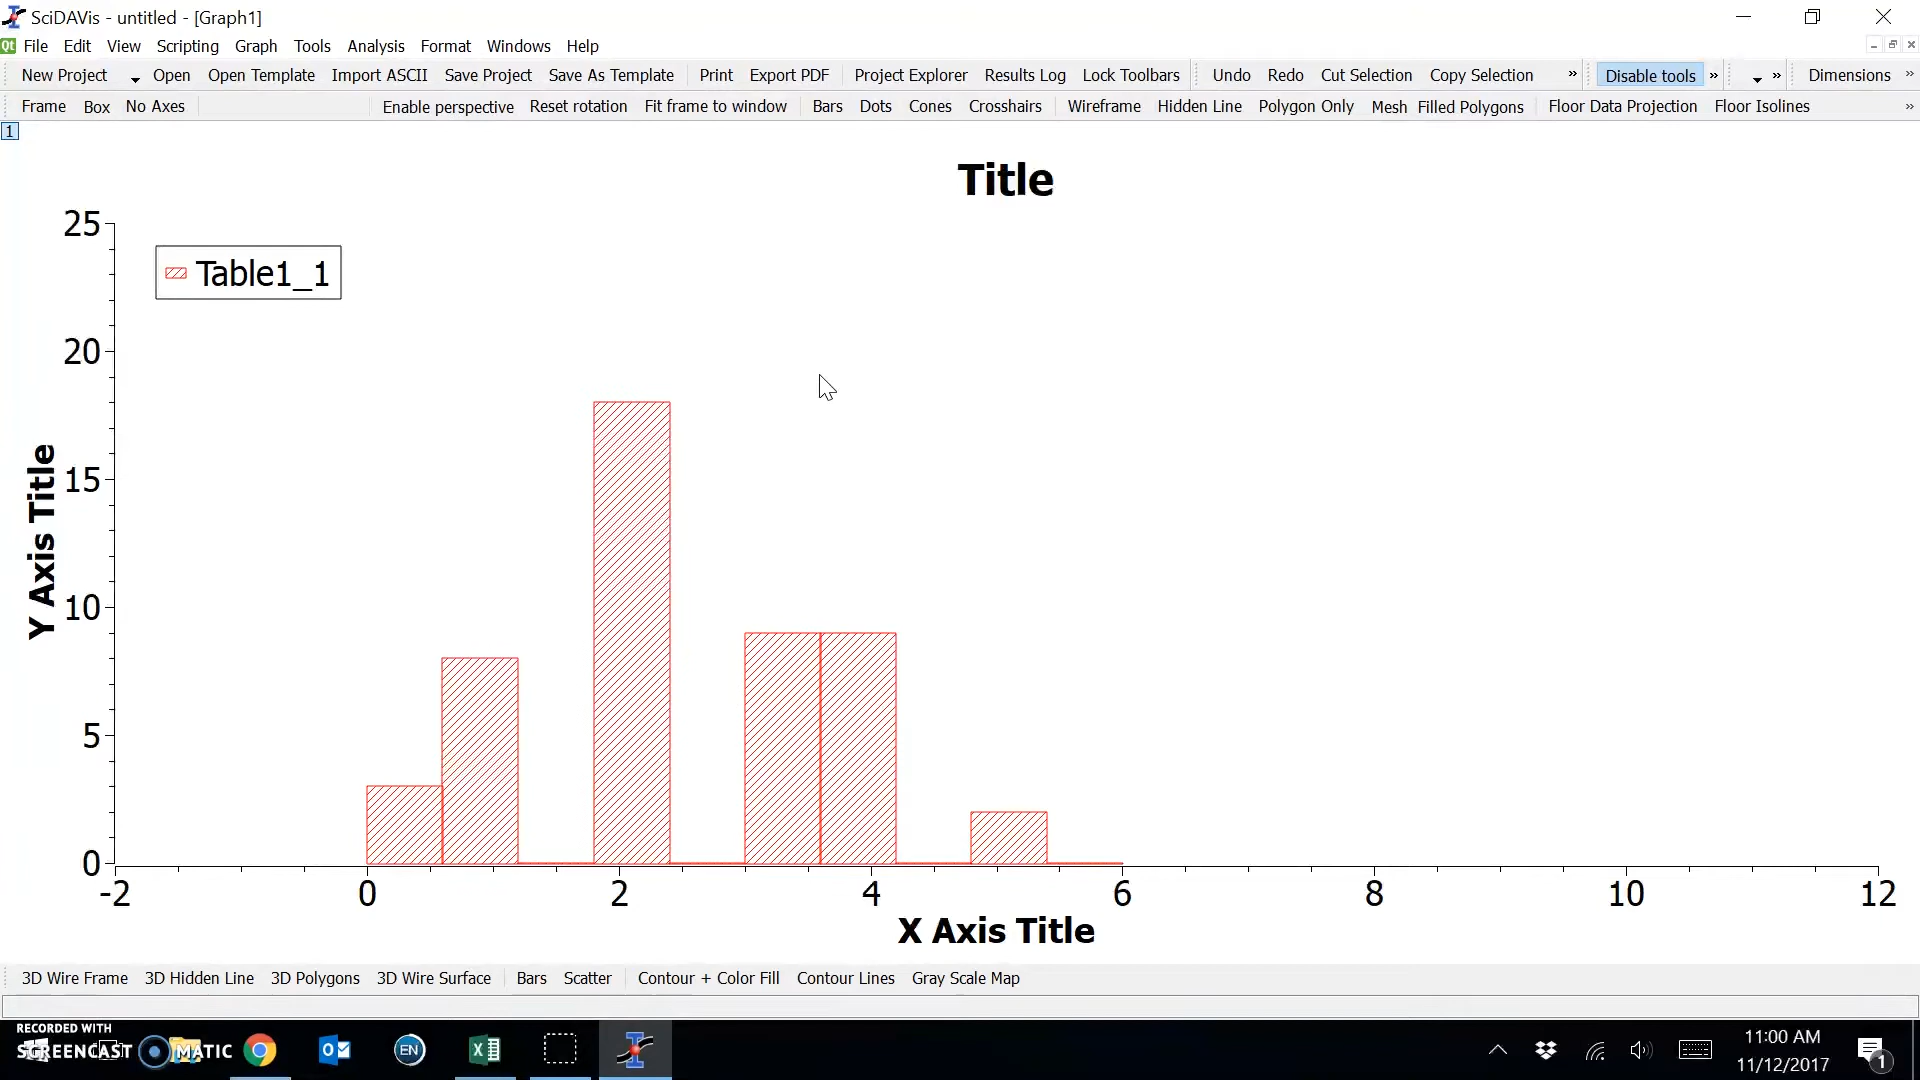 SciDAVis - untitled - [Graph1]
Qt File Edit View Scripting Graph Tools Analysis Format Windows Help
New Project Open Open Template Import ASCII Save Project Save As Template Print Export PDF Project Explorer Results Log Lock Toolbars Undo Redo Cut Selection Copy Selection » Disable tools » » Dimensions »
Frame Box No Axes Enable perspective Reset rotation Fit frame to window Bars Dots Cones Crosshairs Wireframe Hidden Line Polygon Only Mesh Filled Polygons Floor Data Projection Floor Isolines »
1
Title
25
Table1_1
20
15
10
5
0
Y Axis Title
-2 0 2 4 6 8 10 12
X Axis Title
3D Wire Frame 3D Hidden Line 3D Polygons 3D Wire Surface Bars Scatter Contour + Color Fill Contour Lines Gray Scale Map
RECORDED WITH
SCREENCAST MATIC
EN
11:00 AM
11/12/2017
1